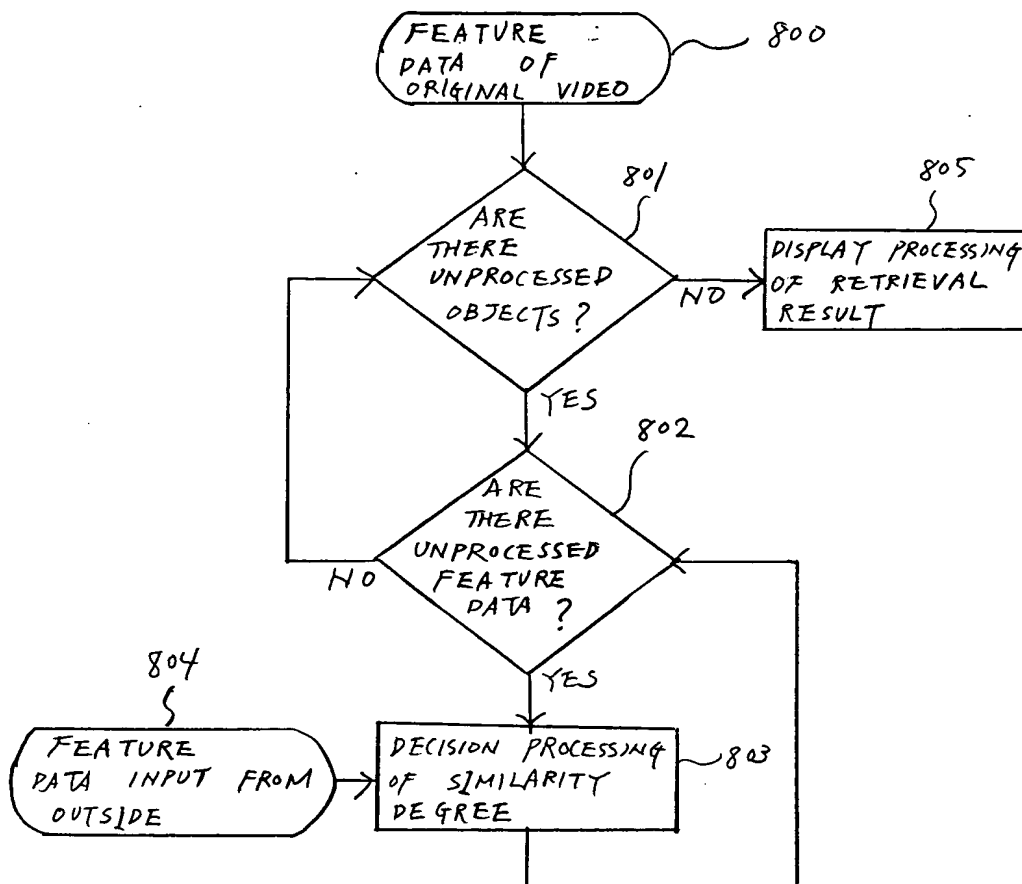 FEATURE
DATA OF
ORIGINAL VIDEO
800
801
ARE
THERE
UNPROCESSED
OBJECTS ?
NO
805
DISPLAY PROCESSING
OF RETRIEVAL
RESULT
YES
802
ARE
THERE
UNPROCESSED
FEATURE
DATA ?
NO
YES
804
FEATURE
DATA INPUT FROM
OUTSIDE
DECISION PROCESSING
OF SIMILARITY
DEGREE
803